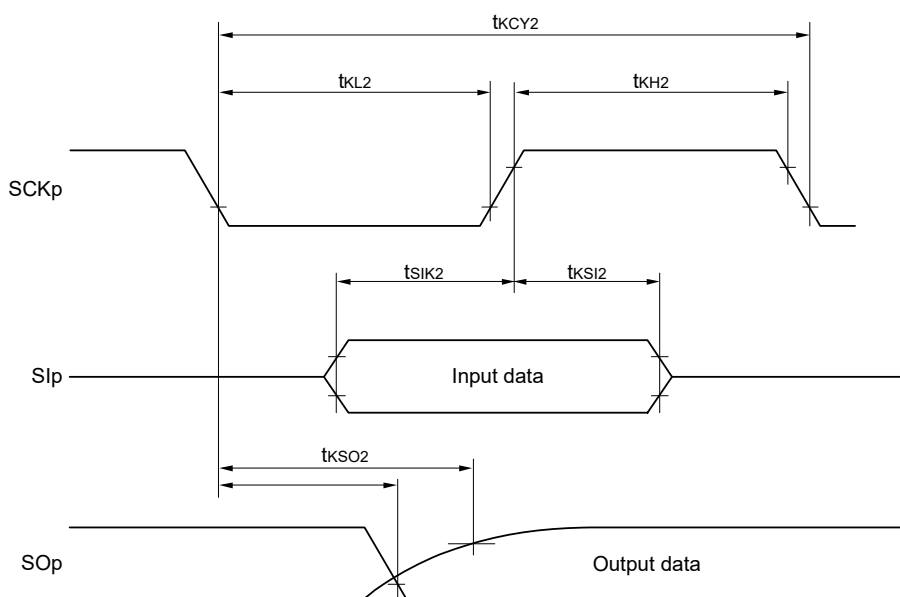 tKCY2
tKL2
tKH2
SCKp
tSIK2
tKSI2
SIp
Input data
tKSO2
SOp
Output data